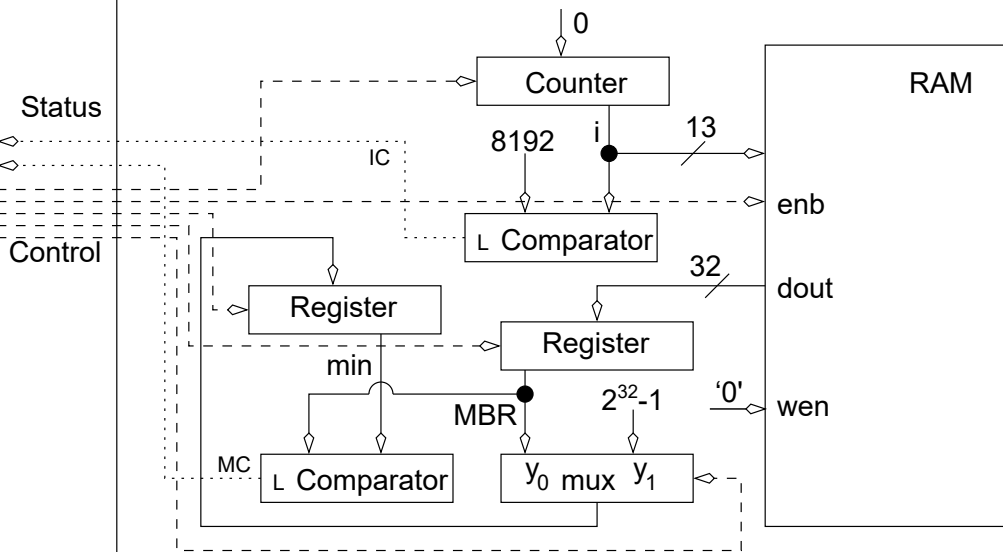 0
Counter
RAM
Status
8192
i
13
IC
enb
L Comparator
Control
32
dout
Register
Register
min
2³²-1
'0'
wen
MBR
MC
L Comparator
y₀ mux y₁